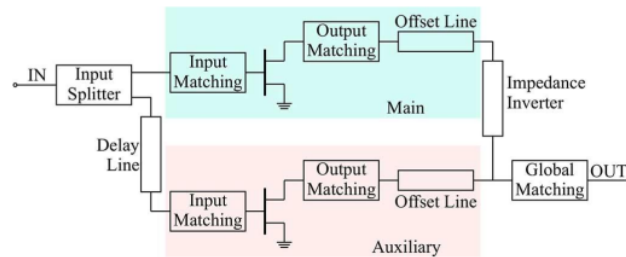 Offset Line
Output
Matching
IN
Input
Splitter
Input
Matching
Impedance
Inverter
Main
Delay
Line
Output
Matching
Global
Matching
OUT
Input
Matching
Offset Line
Auxiliary